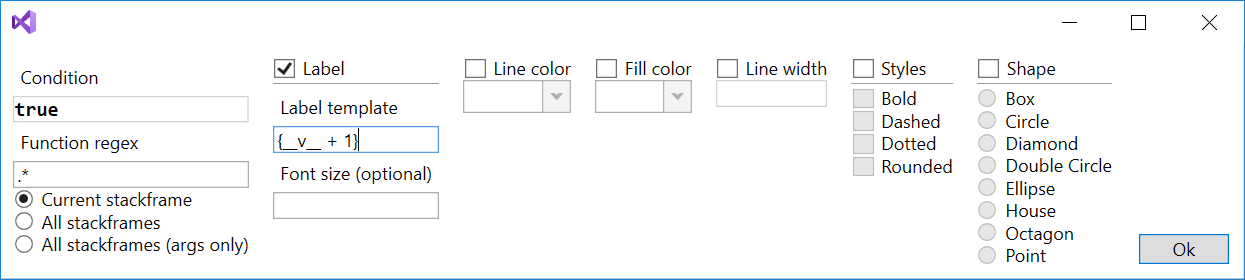 Condition
true
Function regex
.*
Current stackframe
All stackframes
All stackframes (args only)
Label
Label template
{__v__ + 1}
Font size (optional)
Line color
Fill color
Line width
Styles
Bold
Dashed
Dotted
Rounded
Shape
Box
Circle
Diamond
Double Circle
Ellipse
House
Octagon
Point
Ok